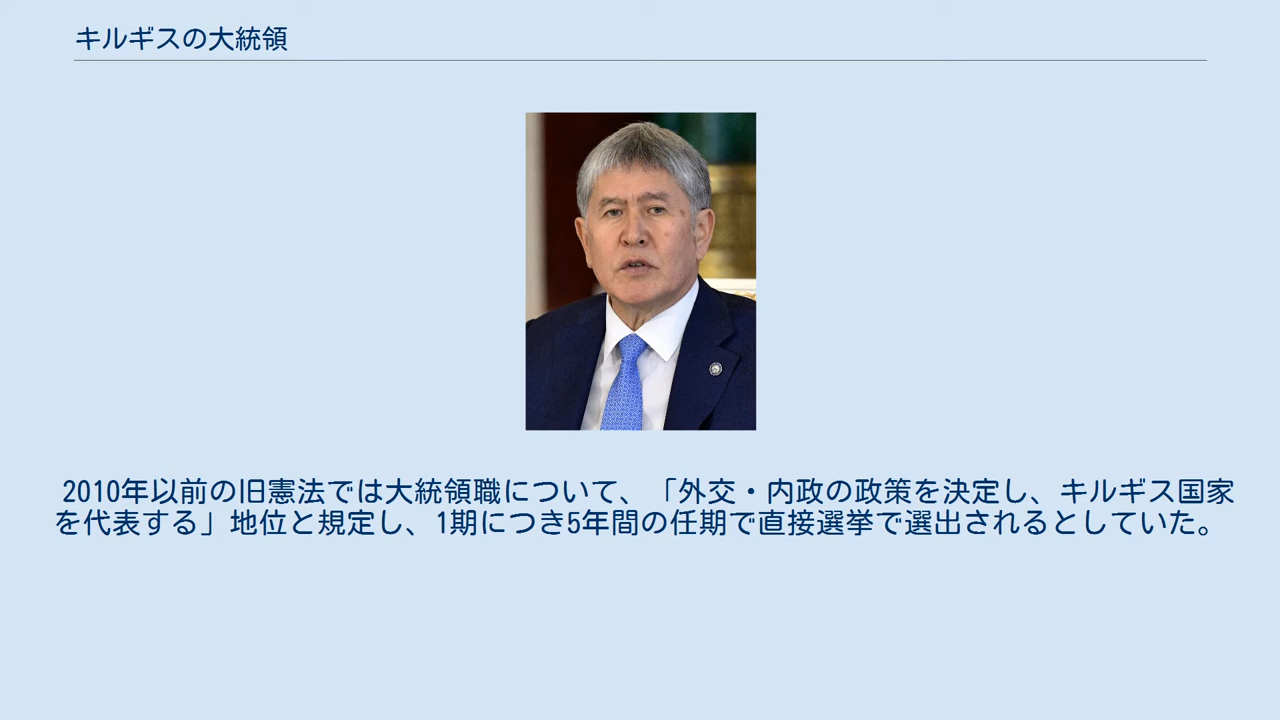 キルギスの大統領
2010年以前の旧憲法では大統領職について、「外交・内政の政策を決定し、キルギス国家
を代表する」地位と規定し、1期につき5年間の任期で直接選挙で選出されるとしていた。